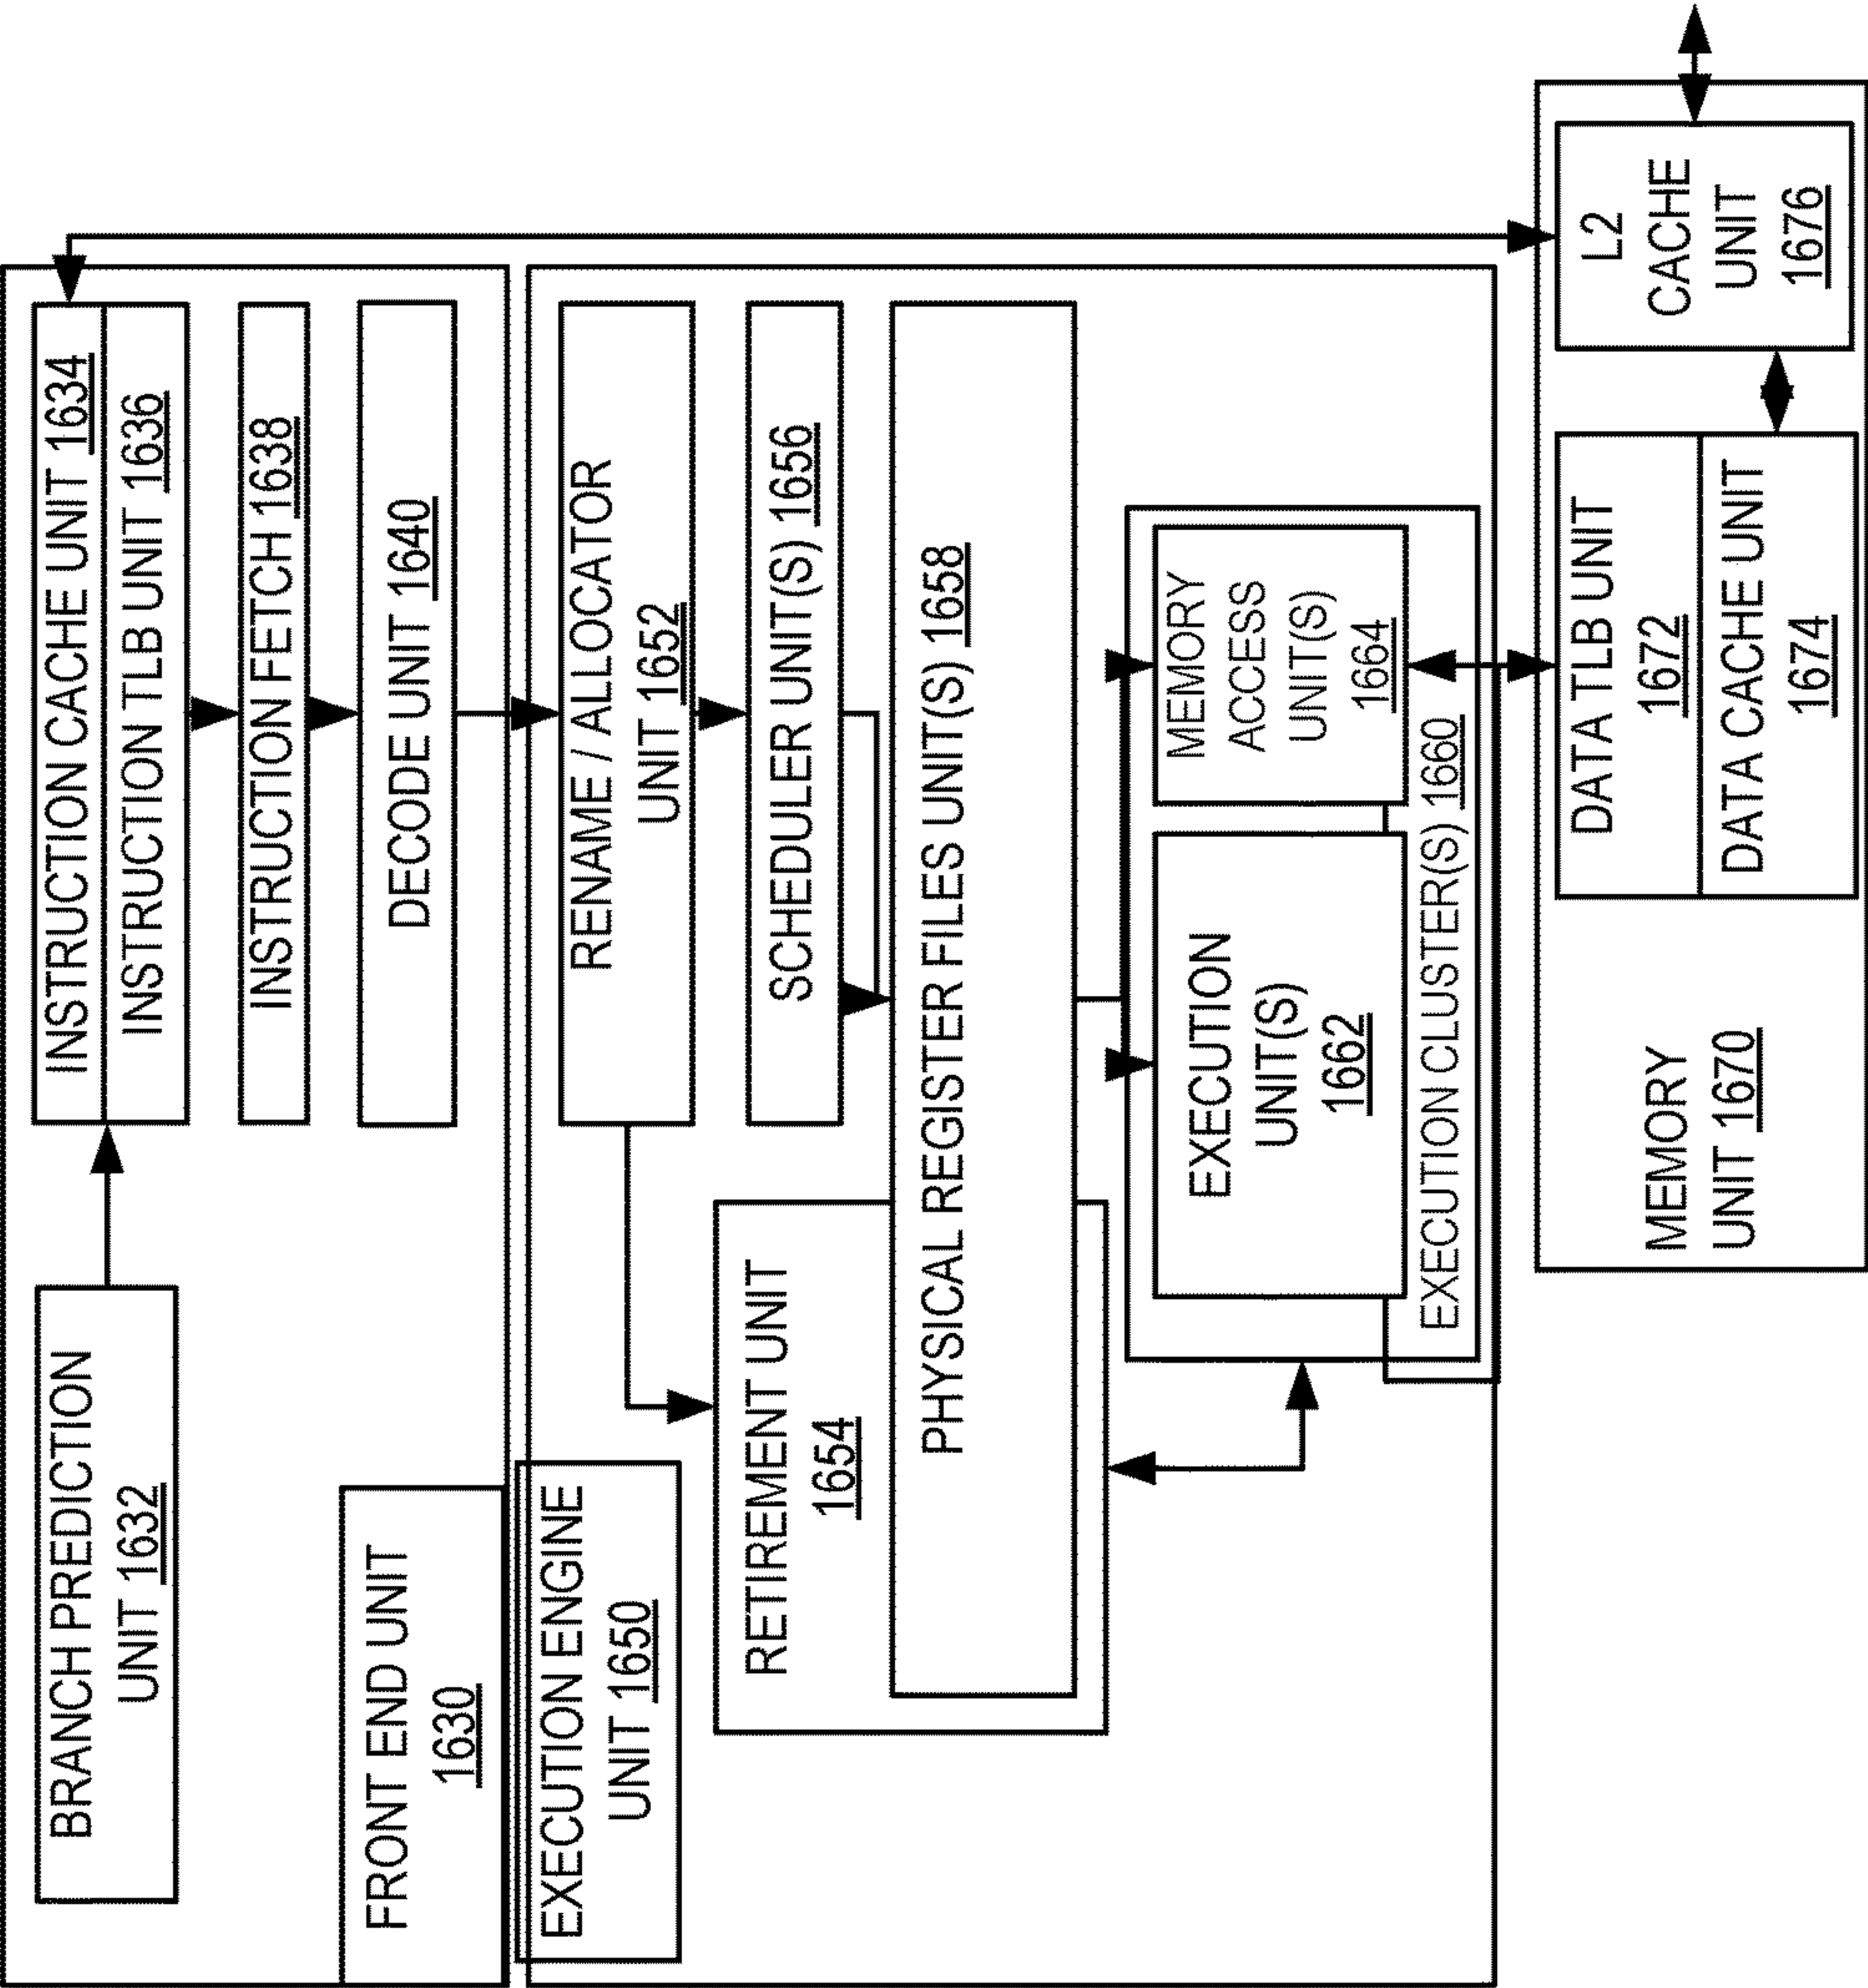 BRANCH PREDICTION
UNIT 1632
INSTRUCTION CACHE UNIT 1634
INSTRUCTION TLB UNIT 1636
INSTRUCTION FETCH 1638
DECODE UNIT 1640
FRONT END UNIT
1630
EXECUTION ENGINE
UNIT 1650
RENAME / ALLOCATOR
UNIT 1652
RETIREMENT UNIT
1654
SCHEDULER UNIT(S) 1656
PHYSICAL REGISTER FILES UNIT(S) 1658
EXECUTION
UNIT(S)
1662
MEMORY
ACCESS
UNIT(S)
1664
EXECUTION CLUSTER(S) 1660
MEMORY
UNIT 1670
DATA TLB UNIT
1672
DATA CACHE UNIT
1674
L2
CACHE
UNIT
1676